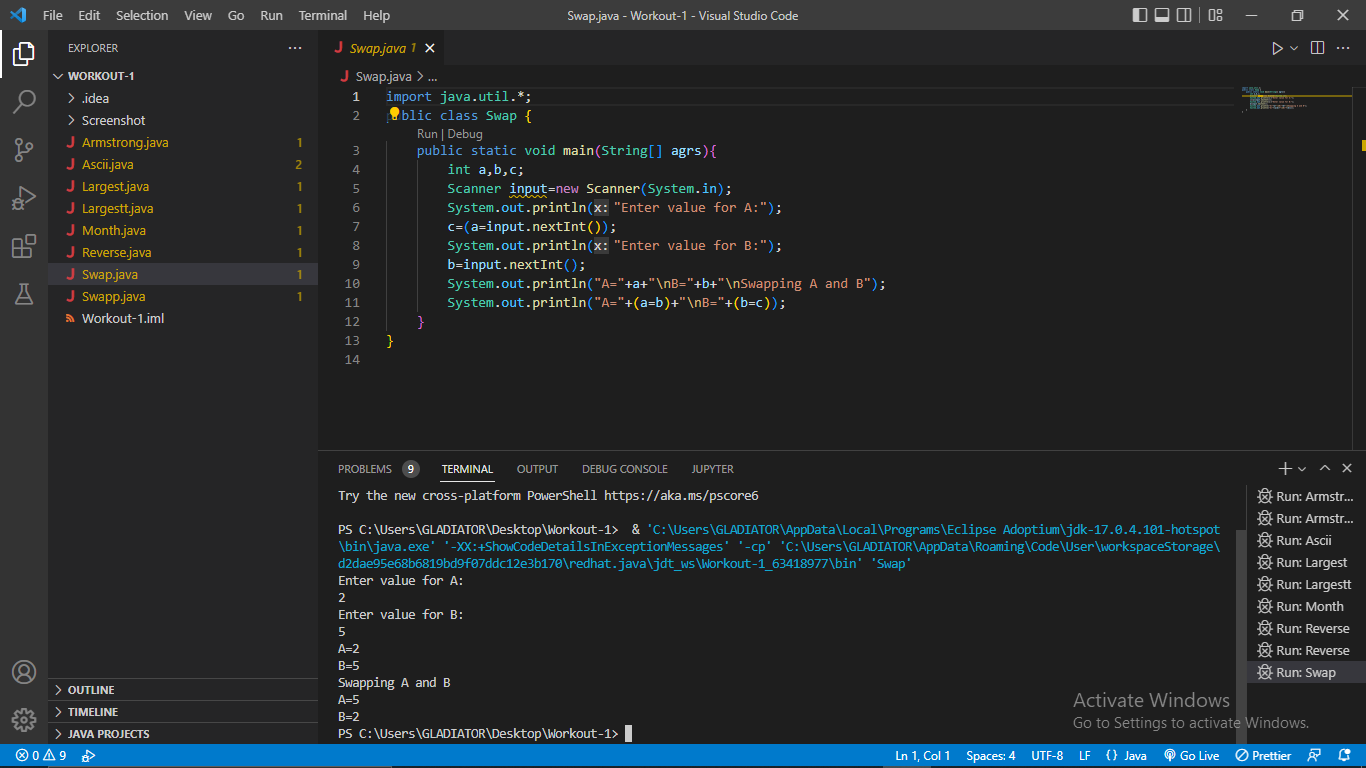 File Edit Selection View Go Run Terminal Help
Swap.java - Workout-1 - Visual Studio Code
EXPLORER
WORKOUT-1
.idea
Screenshot
Armstrong.java 1
Ascii.java 2
Largest.java 1
Largestt.java 1
Month.java 1
Reverse.java 1
Swap.java 1
Swapp.java 1
Workout-1.iml
OUTLINE
TIMELINE
JAVA PROJECTS
Swap.java 1
Swap.java > ...
1 import java.util.*;
2 blic class Swap {
Run | Debug
3 public static void main(String[] agrs){
4 int a,b,c;
5 Scanner input=new Scanner(System.in);
6 System.out.println(x: "Enter value for A:");
7 c=(a=input.nextInt());
8 System.out.println(x: "Enter value for B:");
9 b=input.nextInt();
10 System.out.println("A="+a+"\nB="+b+"\nSwapping A and B");
11 System.out.println("A="+(a=b)+"\nB="+(b=c));
12 }
13 }
14
PROBLEMS 9 TERMINAL OUTPUT DEBUG CONSOLE JUPYTER
Try the new cross-platform PowerShell https://aka.ms/pscore6
PS C:\Users\GLADIATOR\Desktop\Workout-1> & 'C:\Users\GLADIATOR\AppData\Local\Programs\Eclipse Adoptium\jdk-17.0.4.101-hotspot
\bin\java.exe' '-XX:+ShowCodeDetailsInExceptionMessages' '-cp' 'C:\Users\GLADIATOR\AppData\Roaming\Code\User\workspaceStorage\
d2dae95e68b6819bd9f07ddc12e3b170\redhat.java\jdt_ws\Workout-1_63418977\bin' 'Swap'
Enter value for A:
2
Enter value for B:
5
A=2
B=5
Swapping A and B
A=5
B=2
PS C:\Users\GLADIATOR\Desktop\Workout-1>
Run: Armstr...
Run: Armstr...
Run: Ascii
Run: Largest
Run: Largestt
Run: Month
Run: Reverse
Run: Reverse
Run: Swap
Activate Windows
Go to Settings to activate Windows.
0 9
Ln 1, Col 1 Spaces: 4 UTF-8 LF {} Java Go Live Prettier